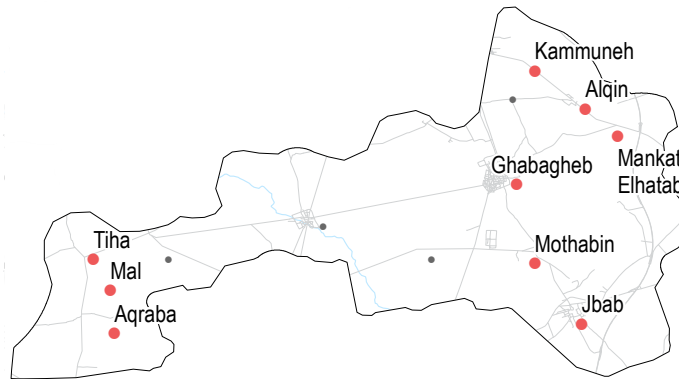 Kammuneh
Alqin
Mankat
Elhatab
Ghabagheb
Mothabin
Jbab
Tiha
Mal
Aqraba